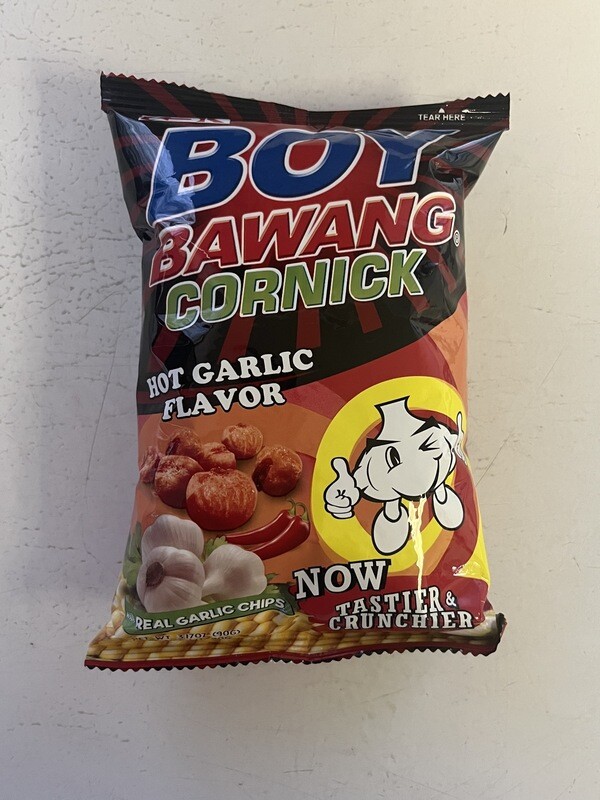 TEAR HERE
BOY
BAWANG®
CORNICK
HOT GARLIC
FLAVOR
REAL GARLIC CHIPS
NOW
TASTIER &
CRUNCHIER